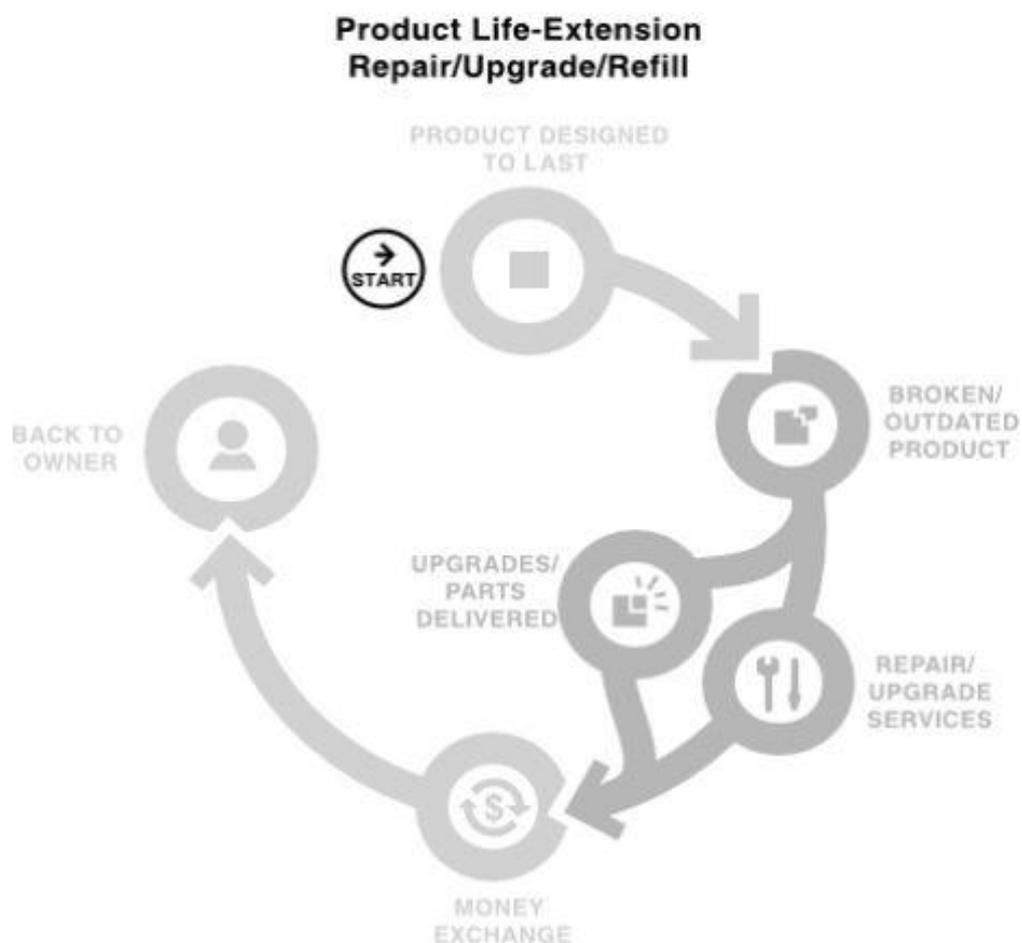 Product Life-Extension
Repair/Upgrade/Refill
PRODUCT DESIGNED
TO LAST
START
BROKEN/
OUTDATED
PRODUCT
BACK TO
OWNER
UPGRADES/
PARTS
DELIVERED
REPAIR/
UPGRADE
SERVICES
$
MONEY
EXCHANGE